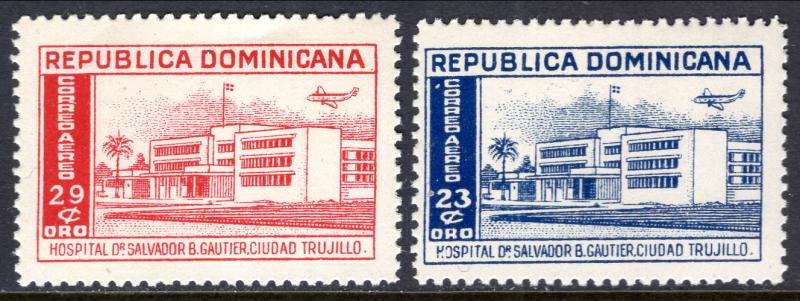 REPUBLICA DOMINICANA
CORREO AEREO
29
¢
ORO
HOSPITAL DR SALVADOR B. GAUTIER, CIUDAD TRUJILLO.
REPUBLICA DOMINICANA
CORREO AEREO
23
¢
ORO
HOSPITAL DR SALVADOR B. GAUTIER, CIUDAD TRUJILLO.